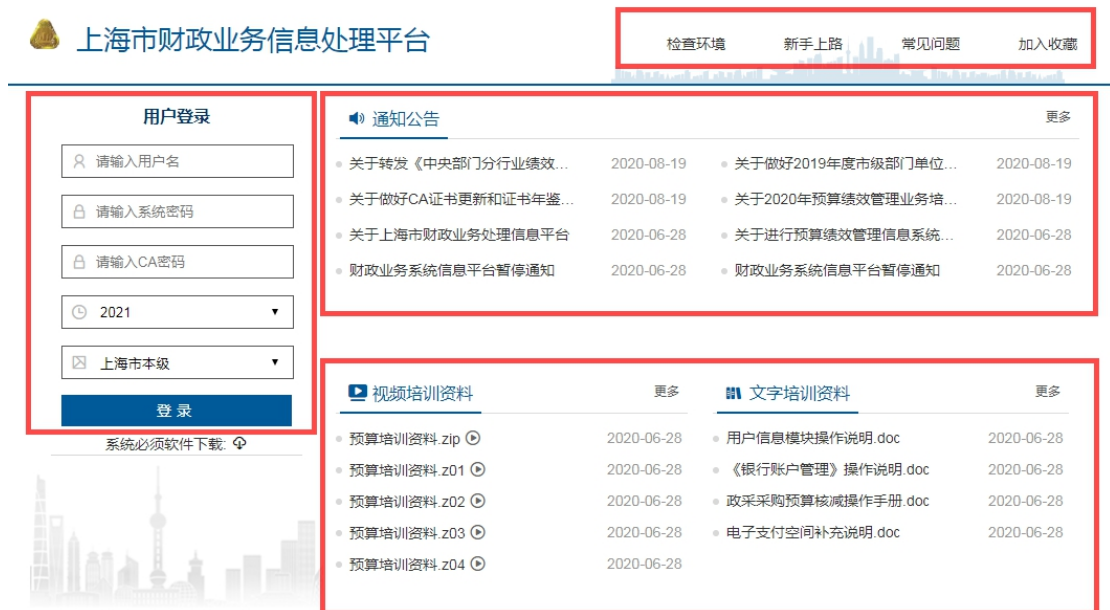 上海市财政业务信息处理平台
检查环境 新手上路 常见问题 加入收藏
用户登录
请输入用户名
请输入系统密码
请输入CA密码
2021
上海市本级
登录
系统必须软件下载:
通知公告 更多
关于转发《中央部门分行业绩效... 2020-08-19 关于做好2019年度市级部门单位... 2020-08-19
关于做好CA证书更新和证书年鉴... 2020-08-19 关于2020年预算绩效管理业务培... 2020-08-19
关于上海市财政业务处理信息平台 2020-06-28 关于进行预算绩效管理信息系统... 2020-06-28
财政业务系统信息平台暂停通知 2020-06-28 财政业务系统信息平台暂停通知 2020-06-28
视频培训资料 更多
预算培训资料.zip 2020-06-28
预算培训资料.z01 2020-06-28
预算培训资料.z02 2020-06-28
预算培训资料.z03 2020-06-28
预算培训资料.z04 2020-06-28
文字培训资料 更多
用户信息模块操作说明.doc 2020-06-28
《银行账户管理》操作说明.doc 2020-06-28
政采采购预算核减操作手册.doc 2020-06-28
电子支付空间补充说明.doc 2020-06-28